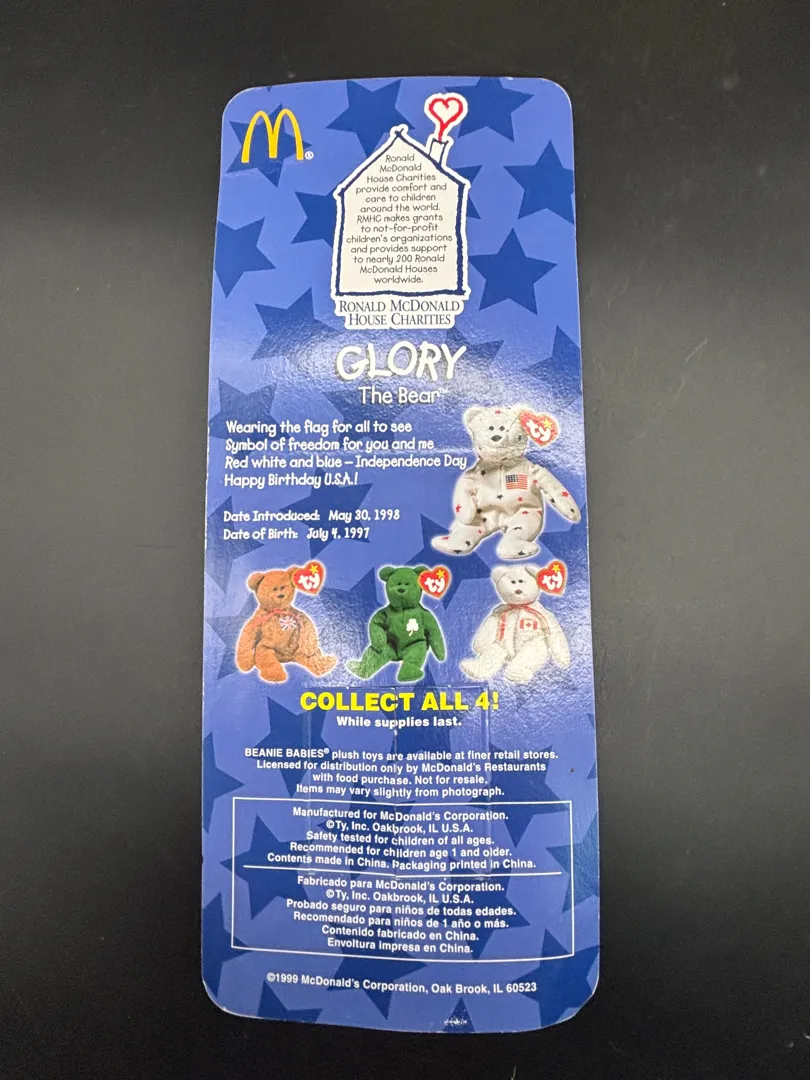 Ronald
McDonald
House Charities
provide comfort and
care to children
around the world.
RMHC makes grants
to not-for-profit
children's organizations
and provides support
to nearly 200 Ronald
McDonald Houses
worldwide.
RONALD MCDONALD
HOUSE CHARITIES
GLORY
The Bear™
Wearing the flag for all to see
Symbol of freedom for you and me
Red white and blue – Independence Day
Happy Birthday U.S.A.!
Date Introduced: May 30, 1998
Date of Birth: July 4, 1997
ty
ty
ty
ty
COLLECT ALL 4!
While supplies last.
BEANIE BABIES® plush toys are available at finer retail stores.
Licensed for distribution only by McDonald's Restaurants
with food purchase. Not for resale.
Items may vary slightly from photograph.
Manufactured for McDonald's Corporation.
©Ty, Inc. Oakbrook, IL U.S.A.
Safety tested for children of all ages.
Recommended for children age 1 and older.
Contents made in China. Packaging printed in China.
Fabricado para McDonald's Corporation.
©Ty, Inc. Oakbrook, IL U.S.A.
Probado seguro para niños de todas edades.
Recomendado para niños de 1 año o más.
Contenido fabricado en China.
Envoltura impresa en China.
©1999 McDonald's Corporation, Oak Brook, IL 60523